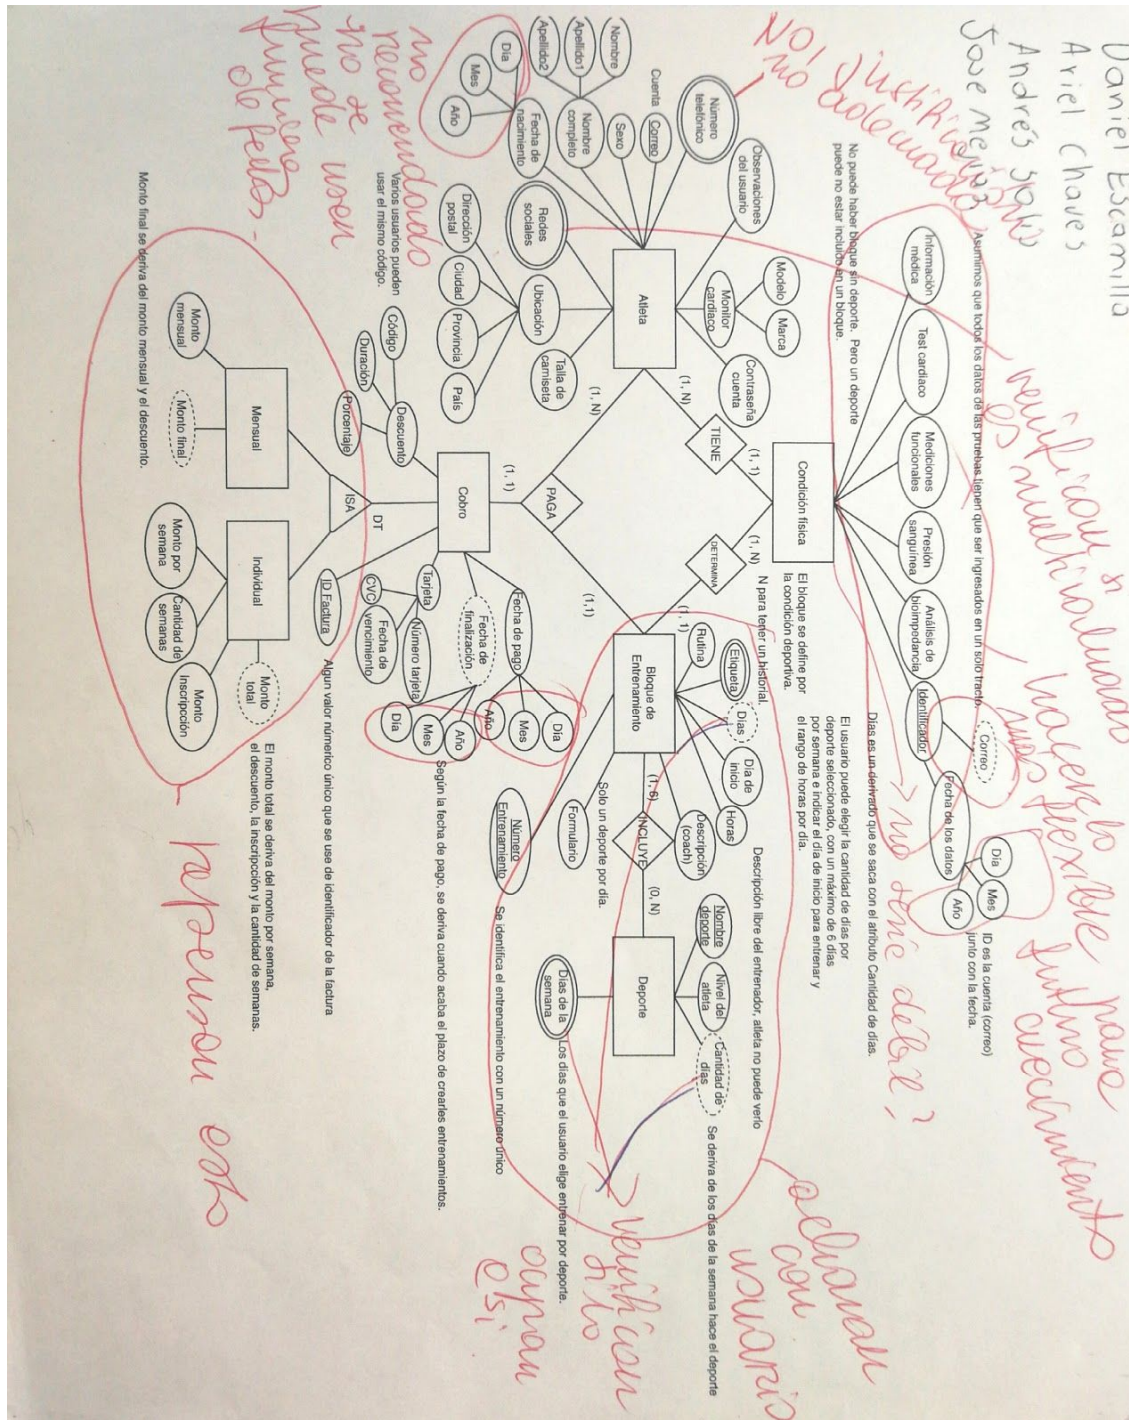 Daniel Escamilla
Ariel Chaves
Andrés
Jose
justificación
NO!
no adecuado
Asumimos que todos los datos de las pruebas tienen que ser ingresados en un solo tracto.
No puede haber bloque sin deporte. Pero un deporte
puede no estar incluido en un bloque.
verifican si
es multivaluado
hacerlo
más flexible para
futuro
crecimiento
Información
médica
Test cardiaco
Mediciones
funcionales
Presión
sanguínea
Análisis de
bioimpedancia
Identificador
Correo
Fecha de los datos
Día
Mes
Año
ID es la cuenta (correo)
junto con la fecha.
no sería débil?
Condición física
El bloque se define por
la condición deportiva.
N para tener un historial.
Días es un derivado que se saca con el atributo Cantidad de días.
El usuario puede elegir la cantidad de días por
deporte seleccionado, con un máximo de 6 días
por semana e indicar el día de inicio para entrenar y
el rango de horas por día.
Observaciones
del usuario
Número
telefónico
Correo
Cuenta
Sexo
Nombre
completo
Nombre
Apellido1
Apellido2
Fecha de
nacimiento
Día
Mes
Año
Atleta
Modelo
Marca
Monitor
cardiaco
Contraseña
cuenta
Redes
sociales
Ubicación
Talla de
camiseta
Dirección
postal
Ciudad
Provincia
País
no
recomendado
no se
puede usen
funciones
de fechas.
(1, N)
TIENE
(1, 1)
(1, N)
DETERMINA
(1, 1)
(1, N)
PAGA
(1,1)
(1, 1)
Bloque de
Entrenamiento
Rutina
Etiqueta
Días
Día de
inicio
Horas
Descripción
(coach)
Descripción libre del entrenador, atleta no puede verlo
Formulario
Número
Entrenamiento
Se identifica el entrenamiento con un número único
Solo un deporte por día.
(1, 6)
INCLUYE
(0, N)
Deporte
Nombre
deporte
Nivel del
atleta
Cantidad de
días
Se deriva de los días de la semana hace el deporte
Días de la
semana
Los días que el usuario elige entrenar por deporte.
aclaran
con
usuario
verifican
si lo
ocupan
así
Varios usuarios pueden
usar el mismo código.
Código
Duración
Porcentaje
Descuento
Cobro
Tarjeta
Número tarjeta
CVC
Fecha de
vencimiento
Fecha de pago
Día
Mes
Año
Fecha de
finalización
Año
Mes
Día
Según la fecha de pago, se deriva cuando acaba el plazo de crearles entrenamientos.
ID Factura
Algun valor númerico único que se use de identificador de la factura
DT
ISA
Mensual
Monto
mensual
Monto final
Monto final se deriva del monto mensual y el descuento.
Individual
Monto por
semana
Cantidad de
semanas
Monto
Inscripción
Monto
total
El monto total se deriva del monto por semana,
el descuento, la inscripción y la cantidad de semanas.
repensar esto